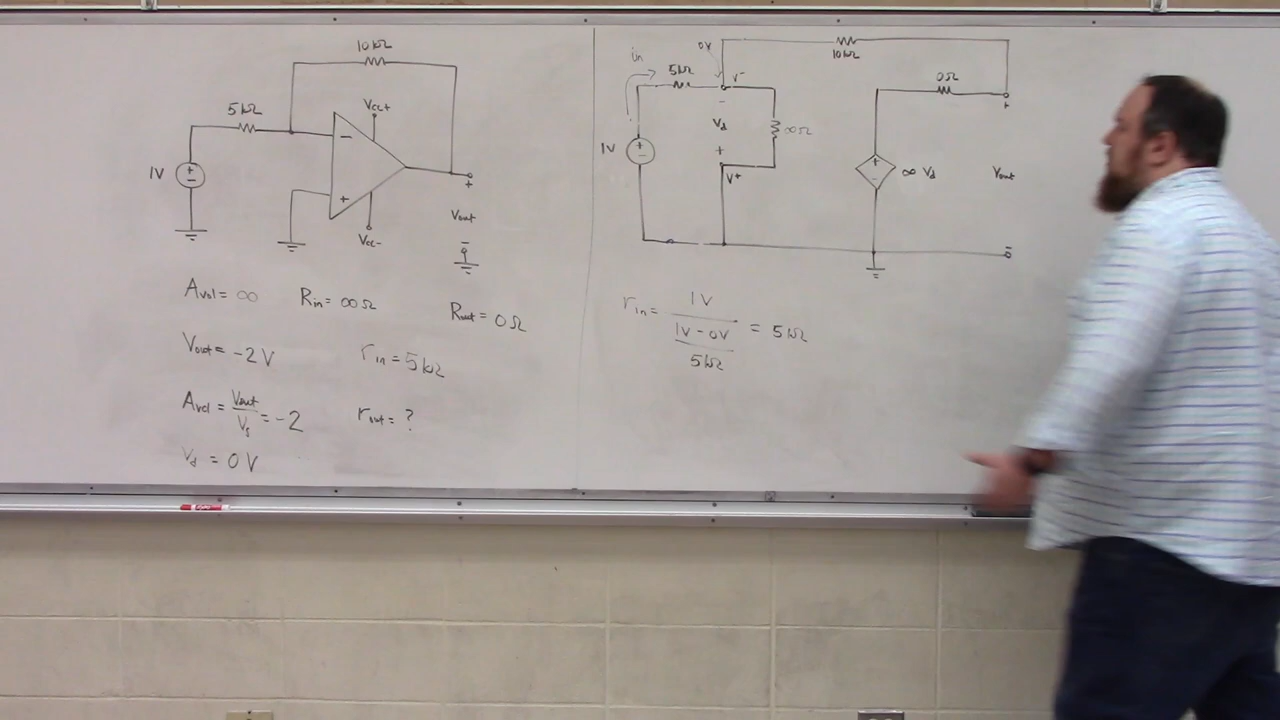 10kΩ
5kΩ
Vcc+
1V
−
+
+
Vout
−
Vcc-
Avol = ∞
Rin = ∞Ω
Rout = 0Ω
Vout = -2V
rin = 5kΩ
Avcl = Vout / Vs = -2
rout = ?
Vd = 0V
in
0V
10kΩ
5kΩ
V-
0Ω
−
+
Vd
∞Ω
1V
+
−
+
V+
+
−
∞ Vd
Vout
−
rin = 1V / ((1V - 0V) / 5kΩ) = 5kΩ